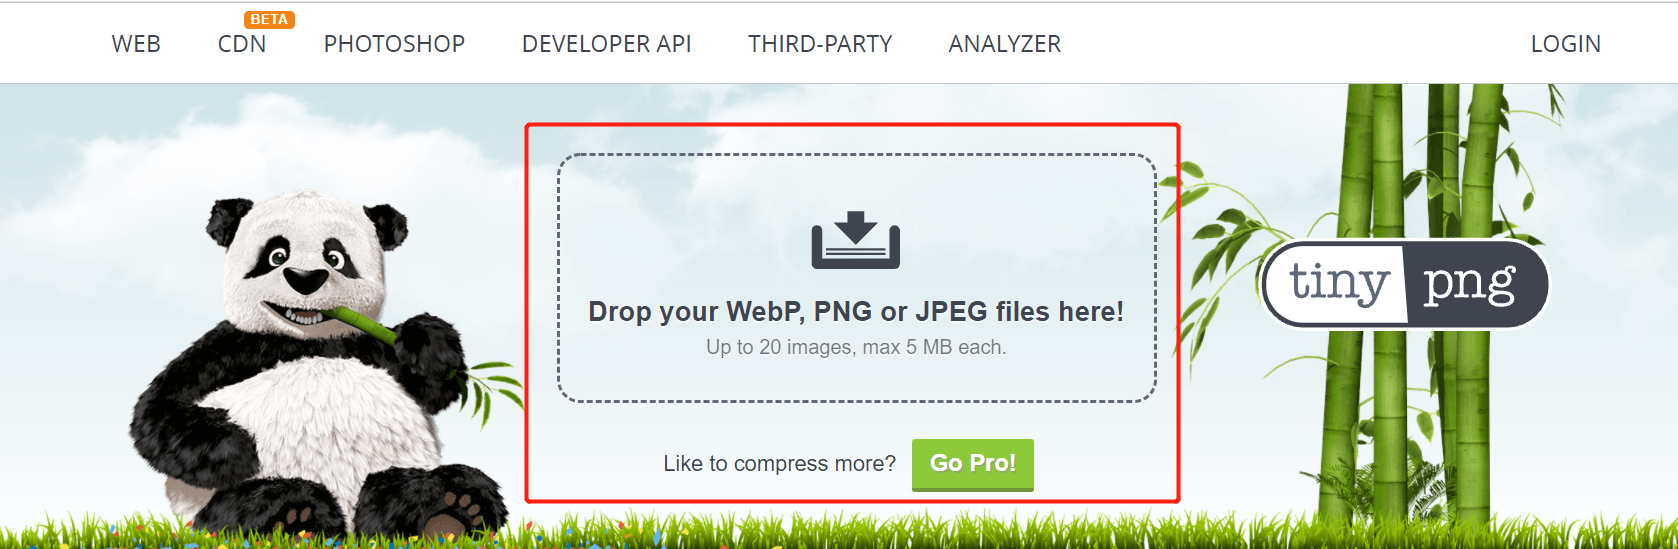 BETA
WEB CDN PHOTOSHOP DEVELOPER API THIRD-PARTY ANALYZER LOGIN
Drop your WebP, PNG or JPEG files here!
Up to 20 images, max 5 MB each.
Like to compress more? Go Pro!
tiny png